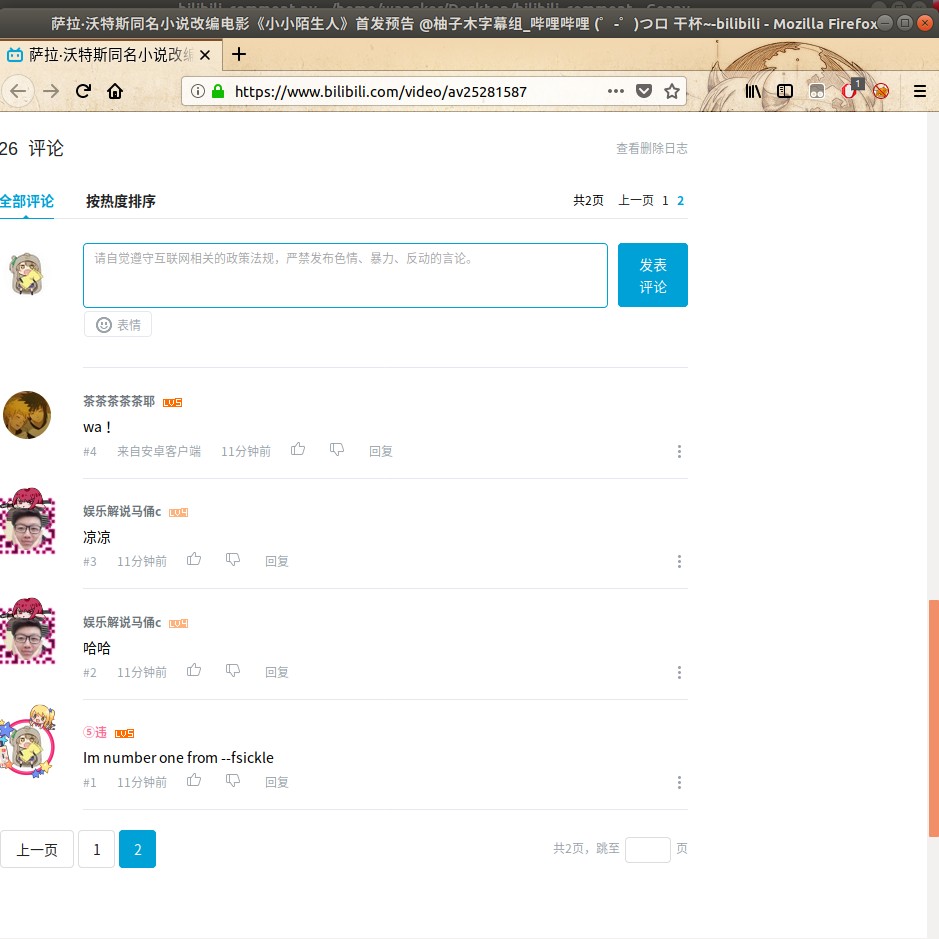 萨拉·沃特斯同名小说改编电影《小小陌生人》首发预告 @柚子木字幕组_哔哩哔哩 (゜-゜)つロ 干杯~-bilibili - Mozilla Firefox
萨拉·沃特斯同名小说改编
https://www.bilibili.com/video/av25281587
1
26 评论
查看删除日志
全部评论 按热度排序 共2页 上一页 1 2
请自觉遵守互联网相关的政策法规，严禁发布色情、暴力、反动的言论。
发表
评论
表情
茶茶茶茶茶耶 LV5
wa！
#4 来自安卓客户端 11分钟前 回复
娱乐解说马俑c LV4
凉凉
#3 11分钟前 回复
娱乐解说马俑c LV4
哈哈
#2 11分钟前 回复
⑤违 LV5
Im number one from --fsickle
#1 11分钟前 回复
上一页 1 2 共2页，跳至 页